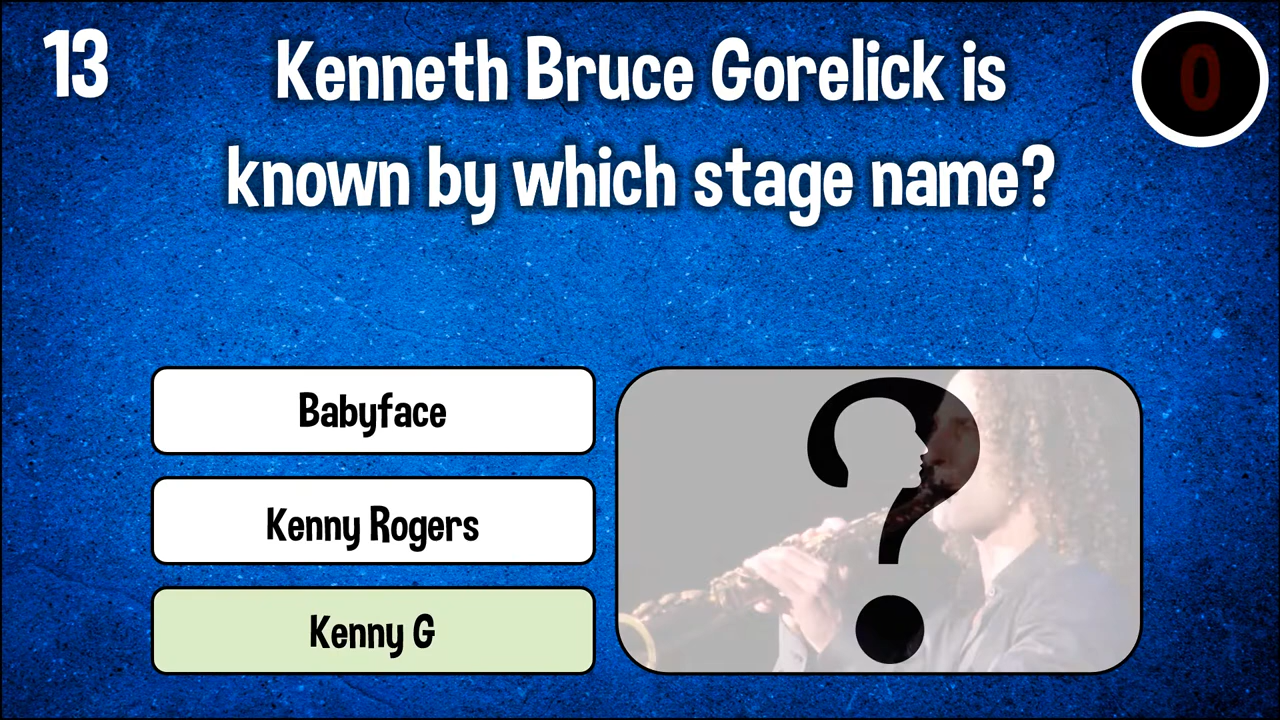 13
Kenneth Bruce Gorelick is
known by which stage name?
0
Babyface
Kenny Rogers
Kenny G
?